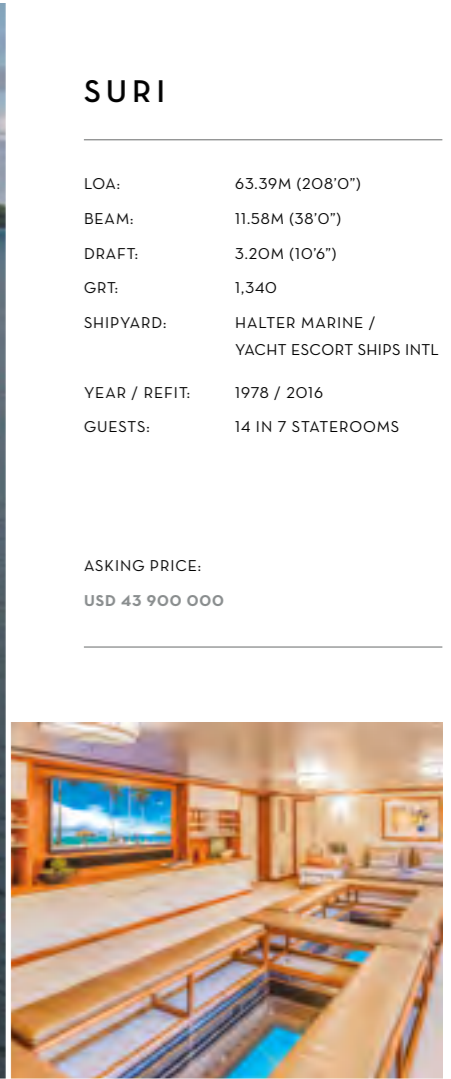 SURI
LOA: 63.39M (208'0")
BEAM: 11.58M (38'0")
DRAFT: 3.20M (10'6")
GRT: 1,340
SHIPYARD: HALTER MARINE /
YACHT ESCORT SHIPS INTL
YEAR / REFIT: 1978 / 2016
GUESTS: 14 IN 7 STATEROOMS
ASKING PRICE:
USD 43 900 000